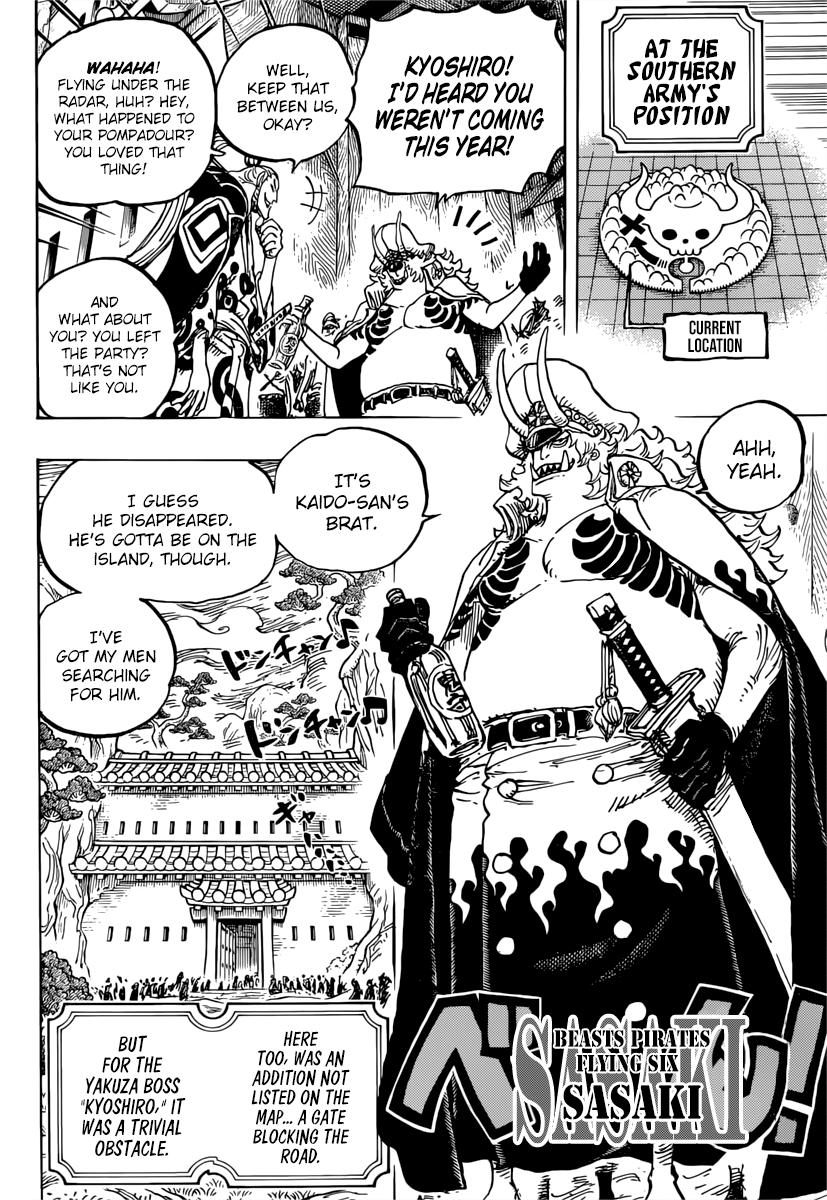 AT THE
SOUTHERN
ARMY'S
POSITION
CURRENT
LOCATION
KYOSHIRO!
I'D HEARD YOU
WEREN'T COMING
THIS YEAR!
WELL,
KEEP THAT
BETWEEN US,
OKAY?
WAHAHA!
FLYING UNDER THE
RADAR, HUH? HEY,
WHAT HAPPENED TO
YOUR POMPADOUR?
YOU LOVED THAT
THING!
AND
WHAT ABOUT
YOU? YOU LEFT
THE PARTY?
THAT'S NOT
LIKE YOU.
AHH,
YEAH.
IT'S
KAIDO-SAN'S
BRAT.
I GUESS
HE DISAPPEARED.
HE'S GOTTA BE ON THE
ISLAND, THOUGH.
I'VE
GOT MY MEN
SEARCHING
FOR HIM.
ドンチャン♪
ドンチャン♫
HERE
TOO, WAS AN
ADDITION NOT
LISTED ON THE
MAP... A GATE
BLOCKING THE
ROAD.
BUT
FOR THE
YAKUZA BOSS
"KYOSHIRO," IT
WAS A TRIVIAL
OBSTACLE.
SASAKI
BEASTS PIRATES
FLYING SIX
SASAKI